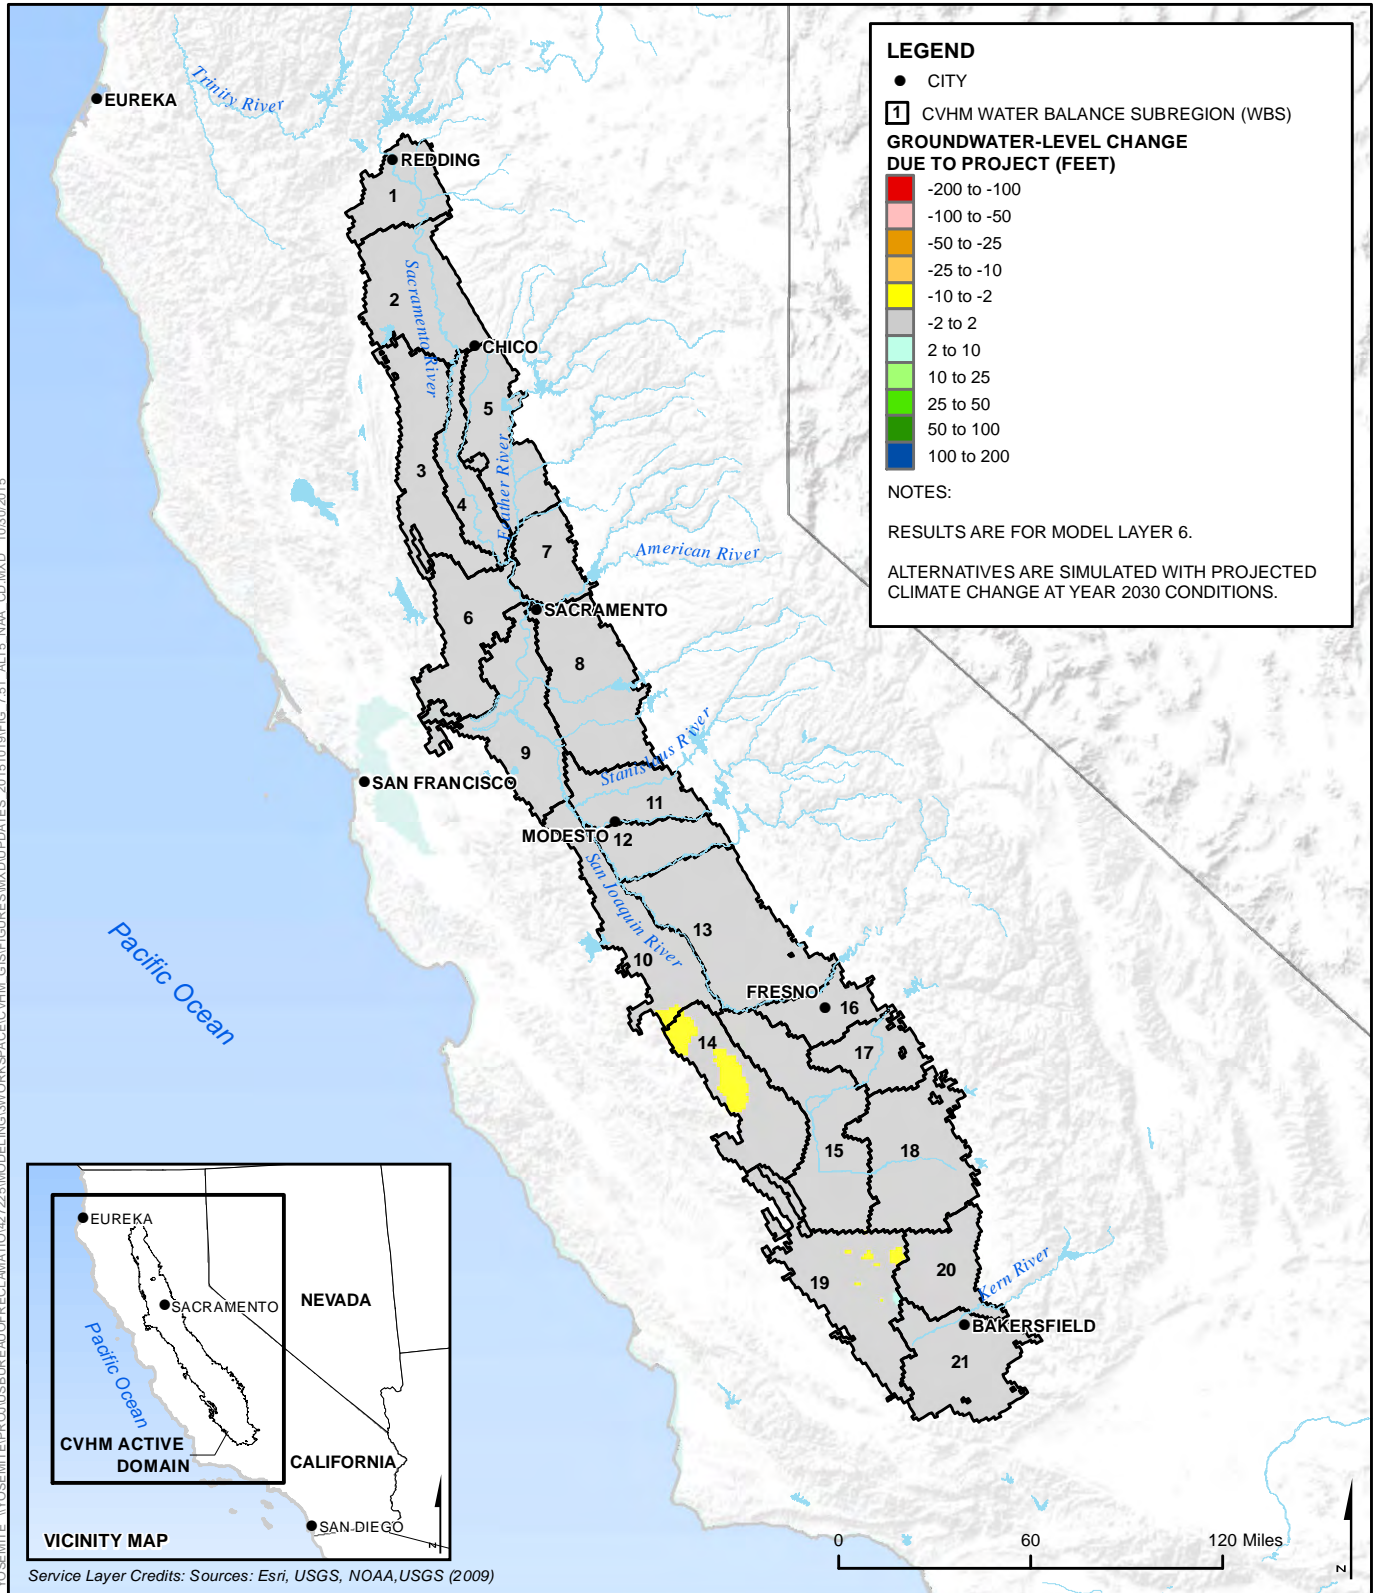 EUREKA
Trinity River
REDDING
1
2
Sacramento River
CHICO
5
3
4
Feather River
7
American River
SACRAMENTO
6
8
9
Stanislaus River
SAN FRANCISCO
11
MODESTO
12
San Joaquin River
13
10
FRESNO
16
14
17
15
18
19
20
Kern River
BAKERSFIELD
21
Pacific Ocean
LEGEND
CITY
1 CVHM WATER BALANCE SUBREGION (WBS)
GROUNDWATER-LEVEL CHANGE
DUE TO PROJECT (FEET)
-200 to -100
-100 to -50
-50 to -25
-25 to -10
-10 to -2
-2 to 2
2 to 10
10 to 25
25 to 50
50 to 100
100 to 200
NOTES:
RESULTS ARE FOR MODEL LAYER 6.
ALTERNATIVES ARE SIMULATED WITH PROJECTED
CLIMATE CHANGE AT YEAR 2030 CONDITIONS.
EUREKA
SACRAMENTO
NEVADA
Pacific Ocean
CVHM ACTIVE
DOMAIN
CALIFORNIA
SAN DIEGO
VICINITY MAP
N
0 60 120 Miles
N
Service Layer Credits: Sources: Esri, USGS, NOAA,USGS (2009)